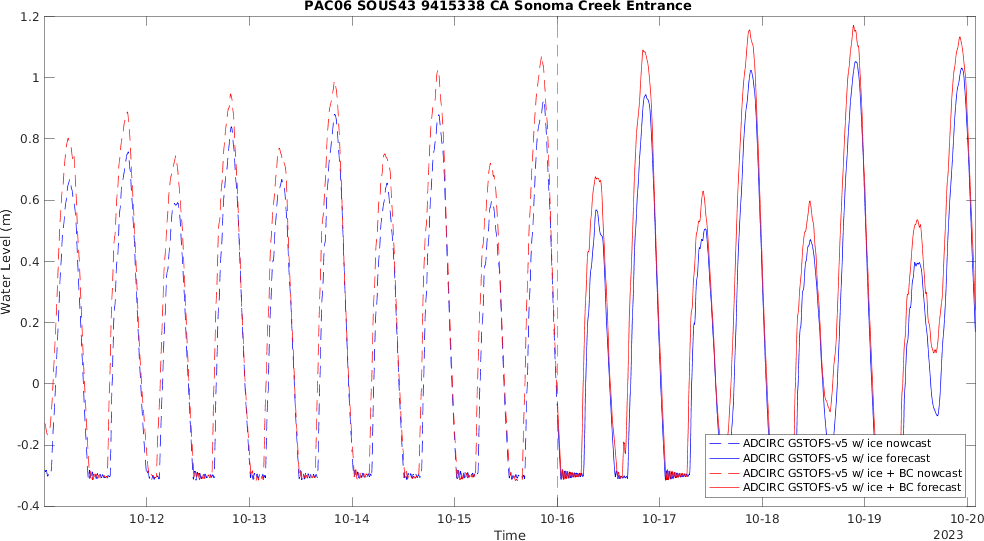 PAC06 SOUS43 9415338 CA Sonoma Creek Entrance
1.2
1
0.8
0.6
0.4
0.2
0
-0.2
-0.4
Water Level (m)
10-12
10-13
10-14
10-15
10-16
10-17
10-18
10-19
10-20
2023
Time
ADCIRC GSTOFS-v5 w/ ice nowcast
ADCIRC GSTOFS-v5 w/ ice forecast
ADCIRC GSTOFS-v5 w/ ice + BC nowcast
ADCIRC GSTOFS-v5 w/ ice + BC forecast